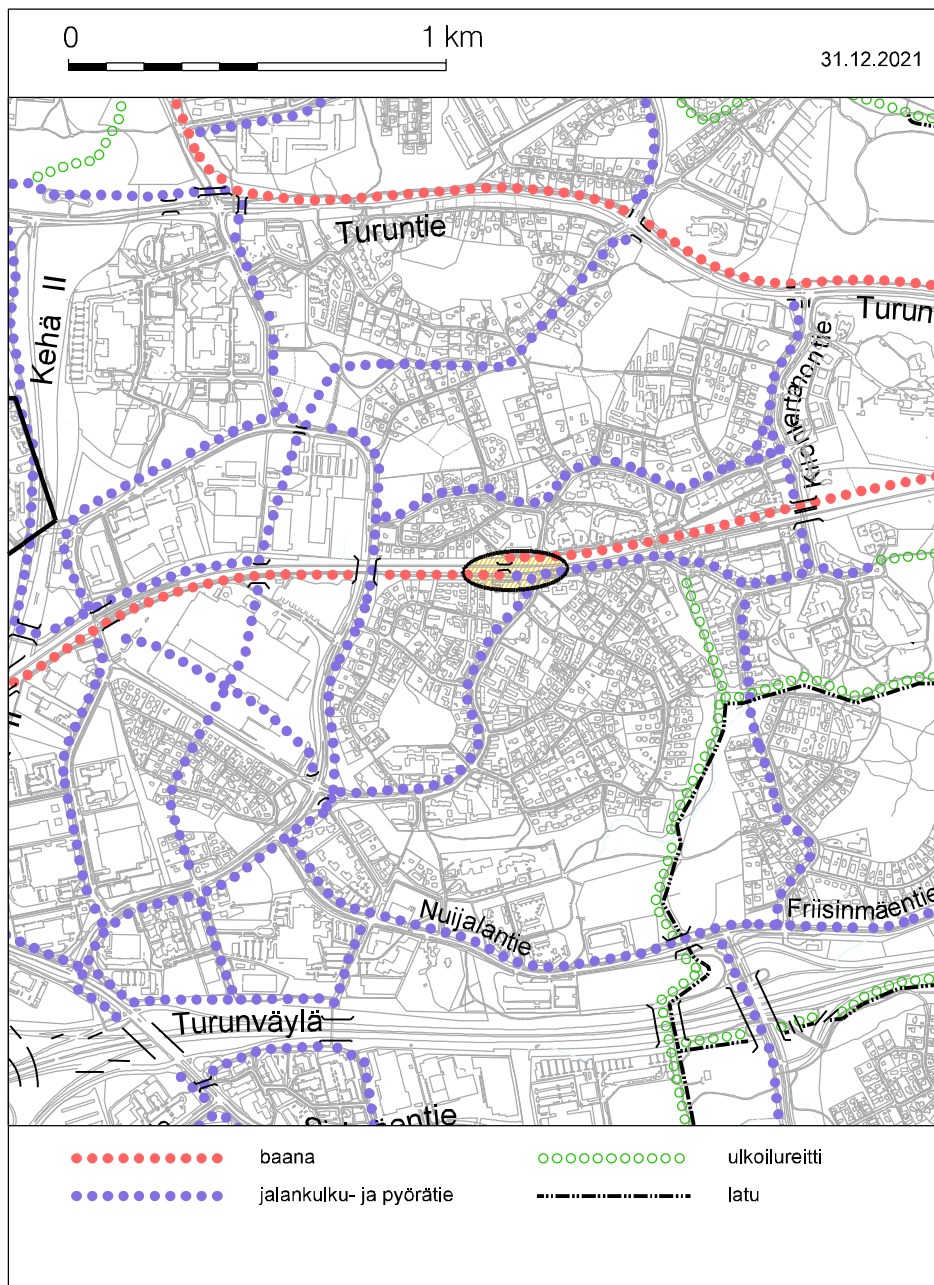 0 1 km
31.12.2021
Turuntie
Kehä II
Turun
Nuijalantie
Friisinmäentie
Turunväylä
baana
ulkoilureitti
jalankulku- ja pyörätie
latu